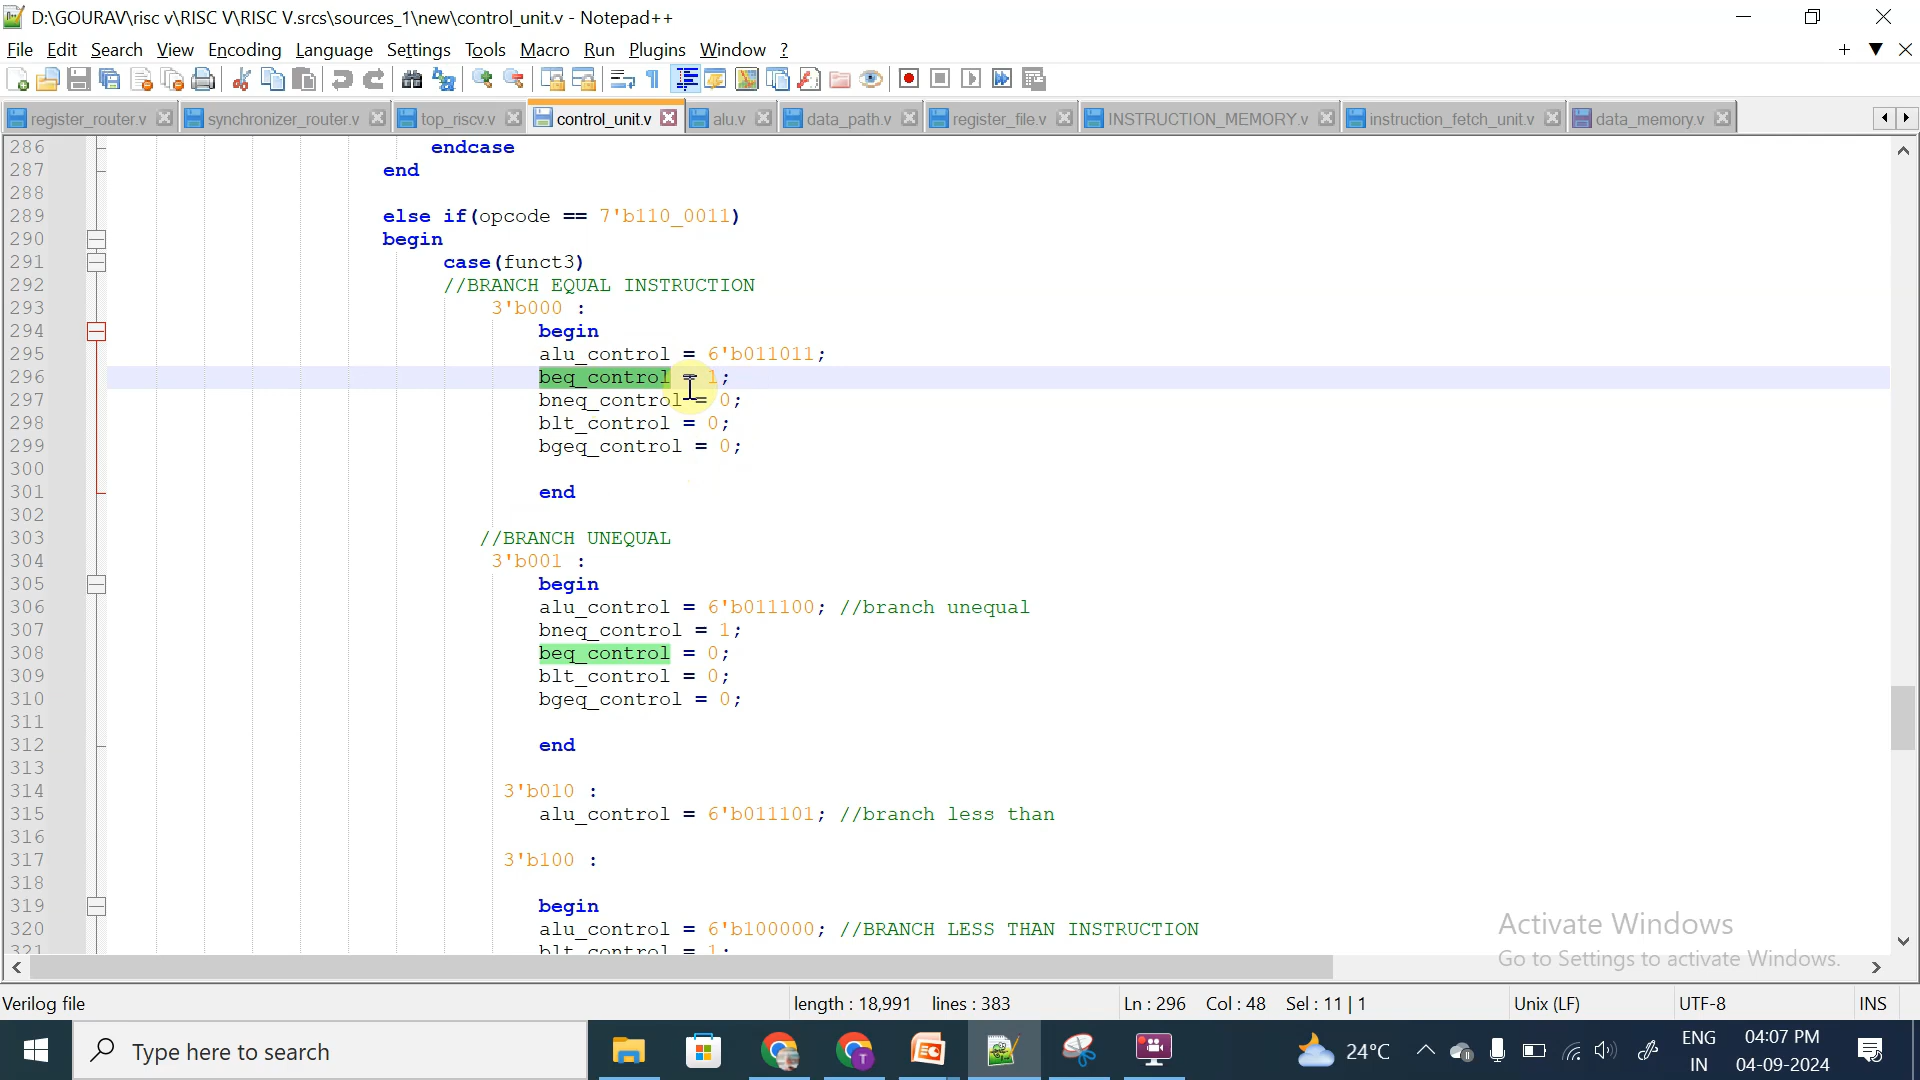 D:\GOURAV\risc v\RISC V\RISC V.srcs\sources_1\new\control_unit.v - Notepad++
File Edit Search View Encoding Language Settings Tools Macro Run Plugins Window ?
register_router.v synchronizer_router.v top_riscv.v control_unit.v alu.v data_path.v register_file.v INSTRUCTION_MEMORY.v instruction_fetch_unit.v data_memory.v
286 endcase
287 end
288
289 else if(opcode == 7'b110_0011)
290 begin
291 case(funct3)
292 //BRANCH EQUAL INSTRUCTION
293 3'b000 :
294 begin
295 alu_control = 6'b011011;
296 beq_control = 1;
297 bneq_control = 0;
298 blt_control = 0;
299 bgeq_control = 0;
300
301 end
302
303 //BRANCH UNEQUAL
304 3'b001 :
305 begin
306 alu_control = 6'b011100; //branch unequal
307 bneq_control = 1;
308 beq_control = 0;
309 blt_control = 0;
310 bgeq_control = 0;
311
312 end
313
314 3'b010 :
315 alu_control = 6'b011101; //branch less than
316
317 3'b100 :
318
319 begin
320 alu_control = 6'b100000; //BRANCH LESS THAN INSTRUCTION
321 blt_control = 1;
Activate Windows
Go to Settings to activate Windows.
Verilog file length : 18,991 lines : 383 Ln : 296 Col : 48 Sel : 11 | 1 Unix (LF) UTF-8 INS
Type here to search 24°C ENG IN 04:07 PM 04-09-2024